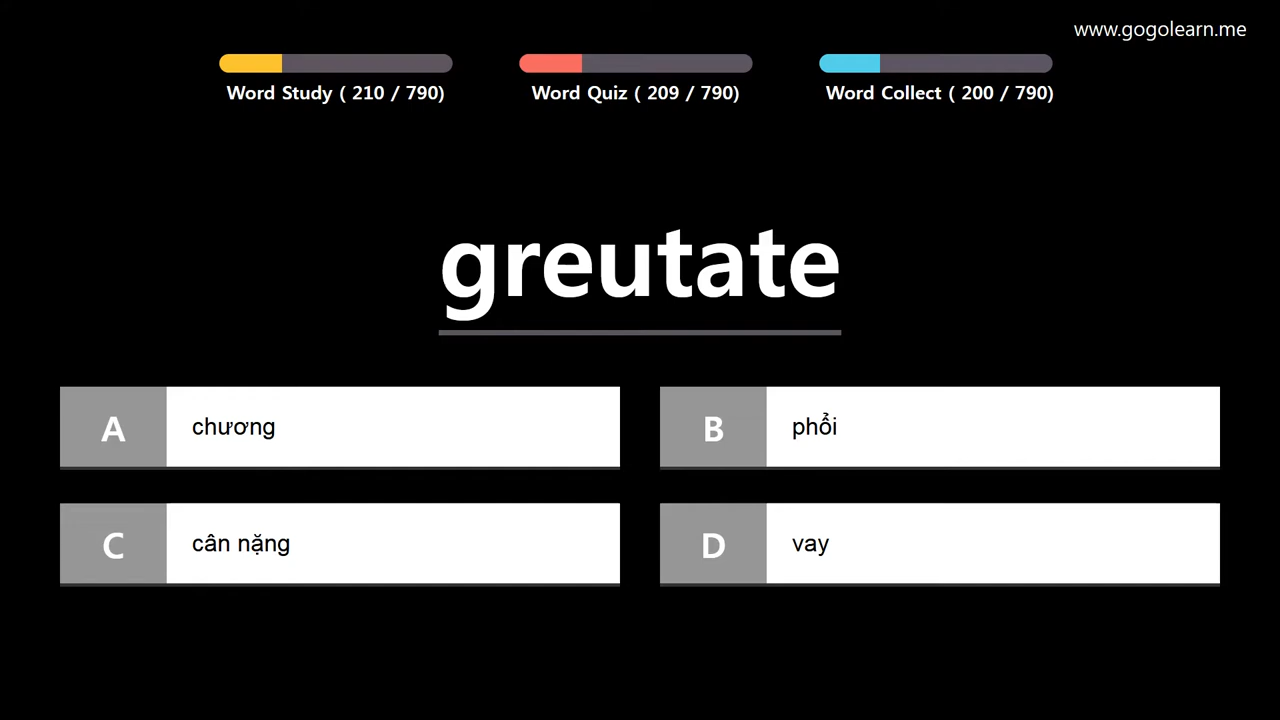 www.gogolearn.me
Word Study ( 210 / 790)
Word Quiz ( 209 / 790)
Word Collect ( 200 / 790)
greutate
A
chương
B
phổi
C
cân nặng
D
vay